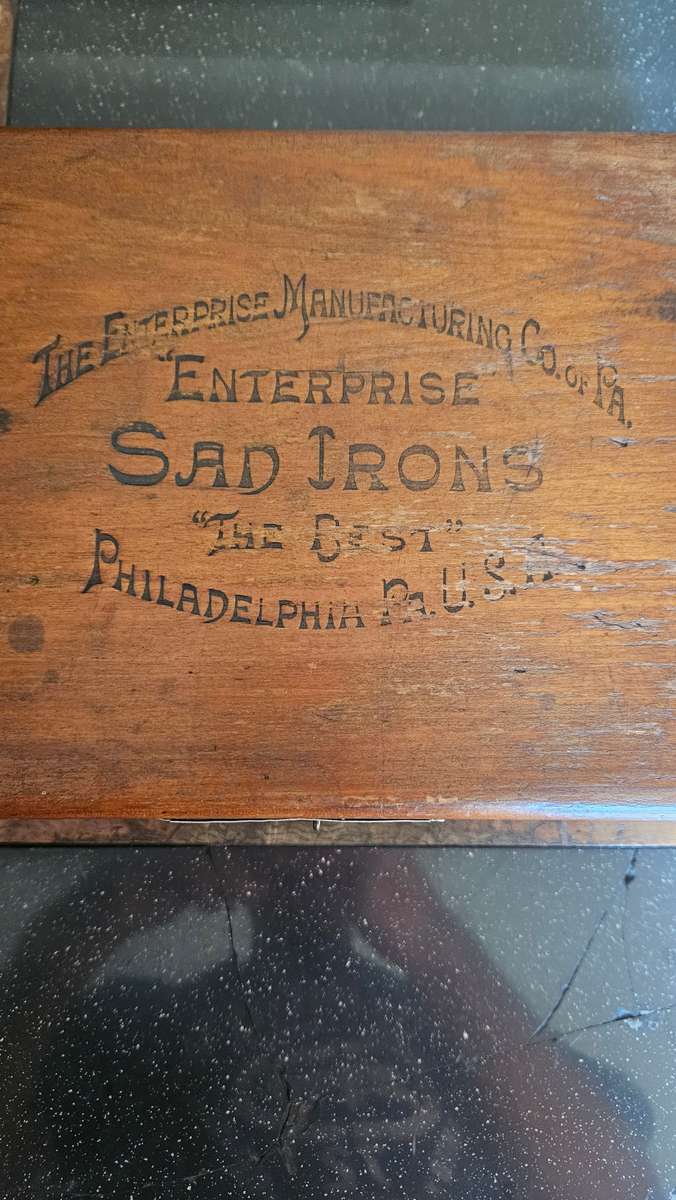 The Enterprise Manufacturing Co. of Pa.
"Enterprise"
Sad Irons
"The Best"
Philadelphia Pa. U.S.A.